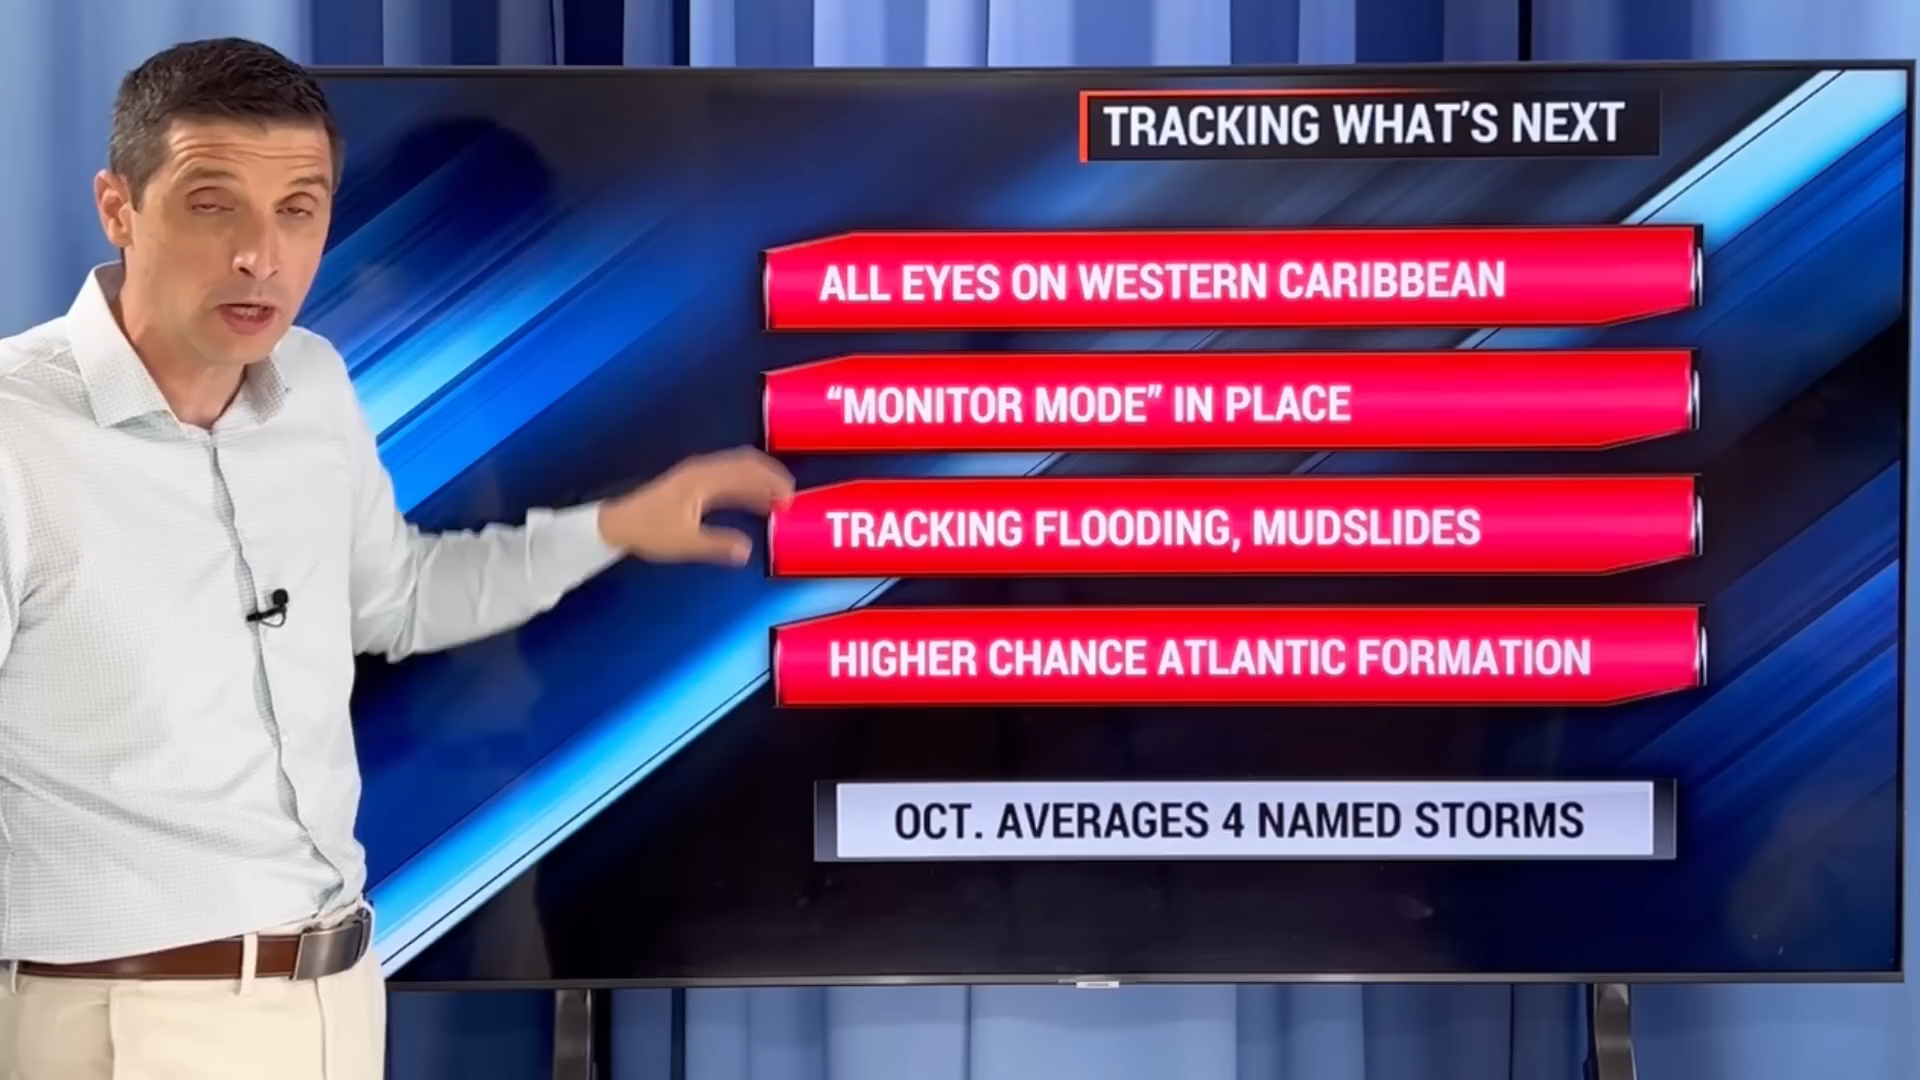 TRACKING WHAT'S NEXT
ALL EYES ON WESTERN CARIBBEAN
“MONITOR MODE” IN PLACE
TRACKING FLOODING, MUDSLIDES
HIGHER CHANCE ATLANTIC FORMATION
OCT. AVERAGES 4 NAMED STORMS